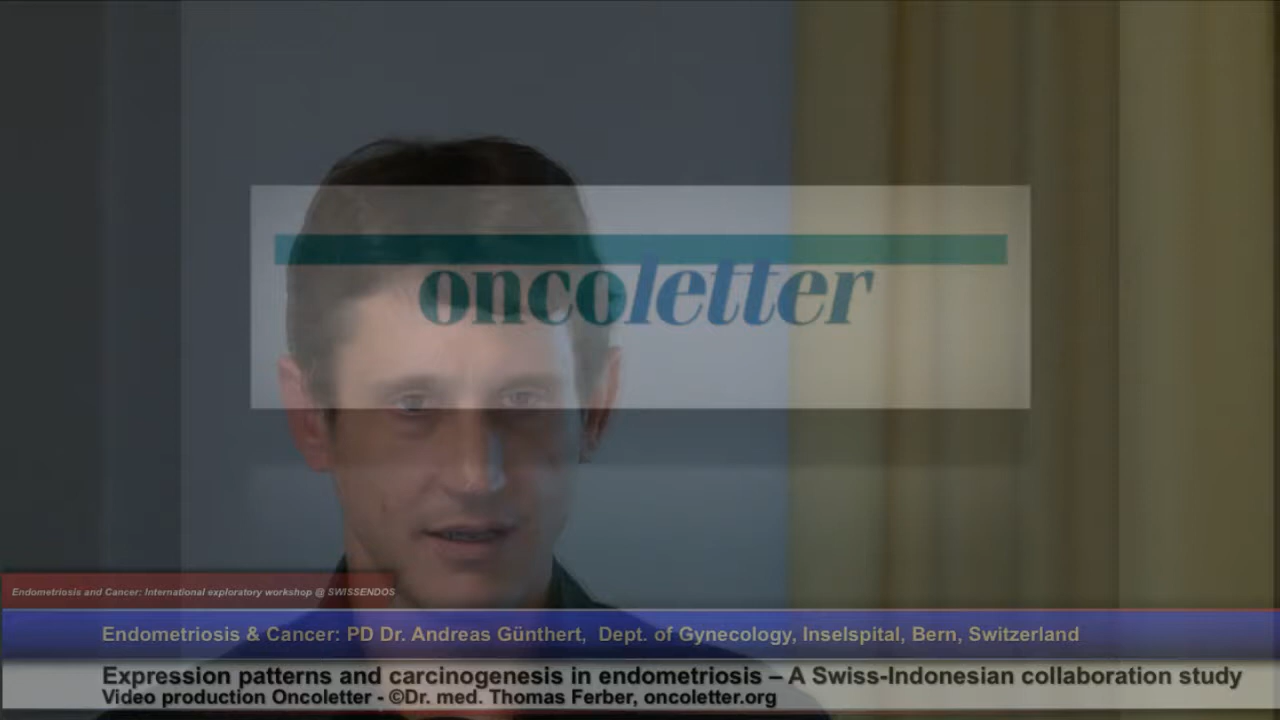 oncoletter
Endometriosis and Cancer: International exploratory workshop @ SWISSENDOS
Endometriosis & Cancer: PD Dr. Andreas Günthert, Dept. of Gynecology, Inselspital, Bern, Switzerland
Expression patterns and carcinogenesis in endometriosis – A Swiss-Indonesian collaboration study
Video production Oncoletter - ©Dr. med. Thomas Ferber, oncoletter.org